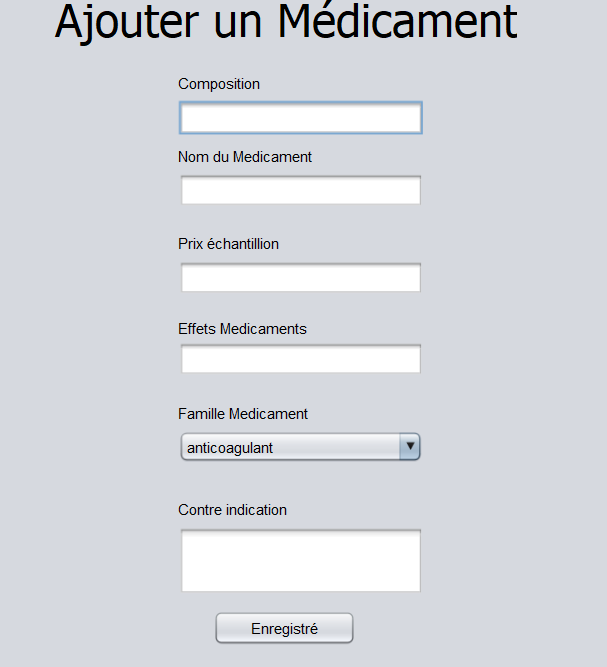 Ajouter un Médicament
Composition
Nom du Medicament
Prix échantillion
Effets Medicaments
Famille Medicament
anticoagulant
Contre indication
Enregistré